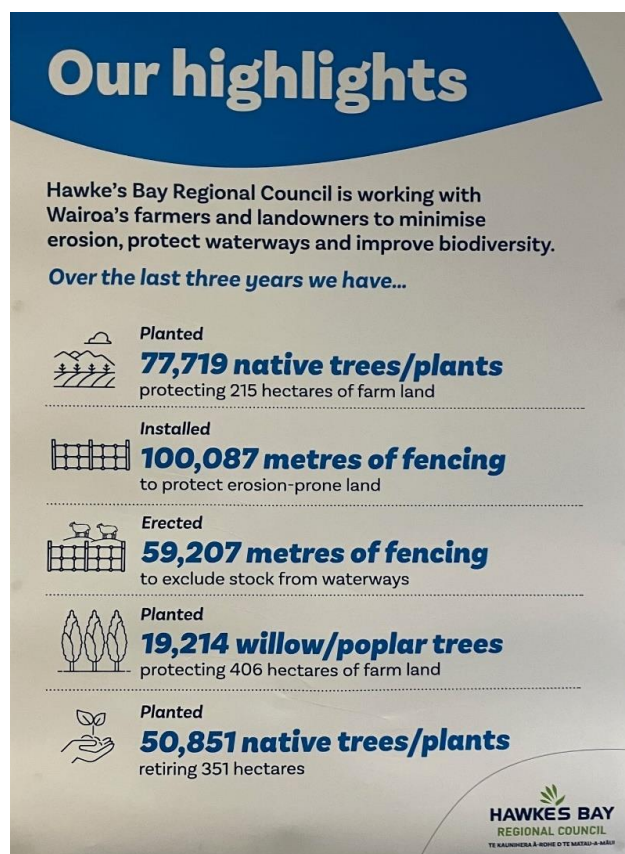 Our highlights
Hawke's Bay Regional Council is working with
Wairoa's farmers and landowners to minimise
erosion, protect waterways and improve biodiversity.
Over the last three years we have...
Planted
77,719 native trees/plants
protecting 215 hectares of farm land
Installed
100,087 metres of fencing
to protect erosion-prone land
Erected
59,207 metres of fencing
to exclude stock from waterways
Planted
19,214 willow/poplar trees
protecting 406 hectares of farm land
Planted
50,851 native trees/plants
retiring 351 hectares
HAWKES BAY
REGIONAL COUNCIL
TE KAUNIHERA Ā-ROHE O TE MATAU-A-MĀUI